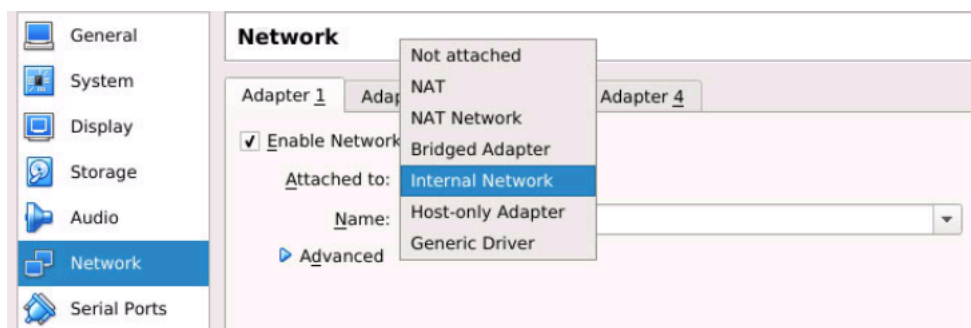 General
System
Display
Storage
Audio
Network
Serial Ports
Network
Adapter 1
Adap
Adapter 4
Enable Network
Attached to:
Name:
Advanced
Not attached
NAT
NAT Network
Bridged Adapter
Internal Network
Host-only Adapter
Generic Driver